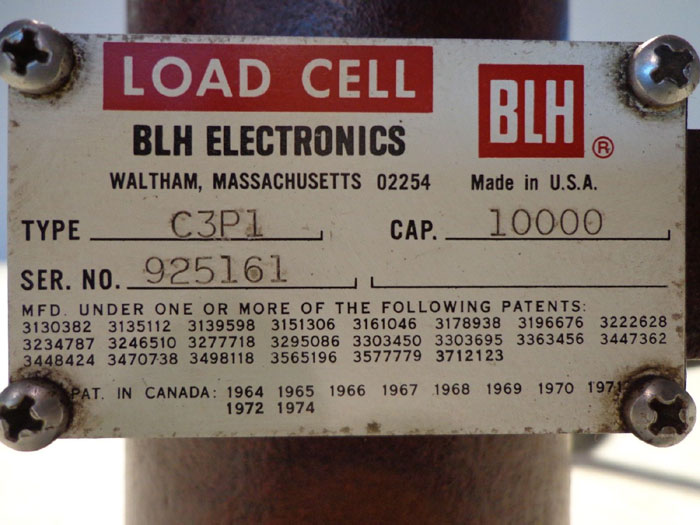 LOAD CELL
BLH ®
BLH ELECTRONICS
WALTHAM, MASSACHUSETTS 02254 Made in U.S.A.
TYPE C3P1 CAP. 10000
SER. NO. 925161
MFD. UNDER ONE OR MORE OF THE FOLLOWING PATENTS:
3130382 3135112 3139598 3151306 3161046 3178938 3196676 3222628
3234787 3246510 3277718 3295086 3303450 3303695 3363456 3447362
3448424 3470738 3498118 3565196 3577779 3712123
PAT. IN CANADA: 1964 1965 1966 1967 1968 1969 1970 1971
1972 1974